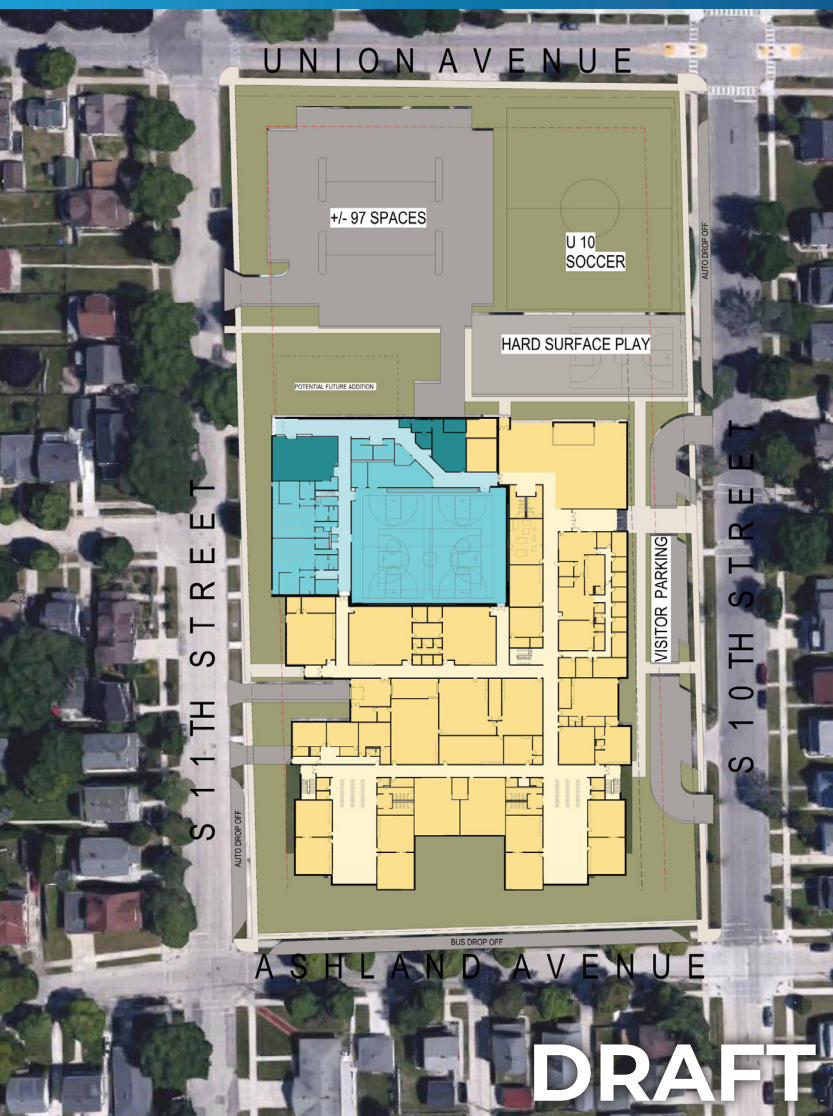 UNION AVENUE
+/- 97 SPACES
U 10
SOCCER
AUTO DROP OFF
HARD SURFACE PLAY
POTENTIAL FUTURE ADDITION
S 11TH STREET
S 10TH STREET
VISITOR PARKING
AUTO DROP OFF
BUS DROP OFF
ASHLAND AVENUE
DRAFT